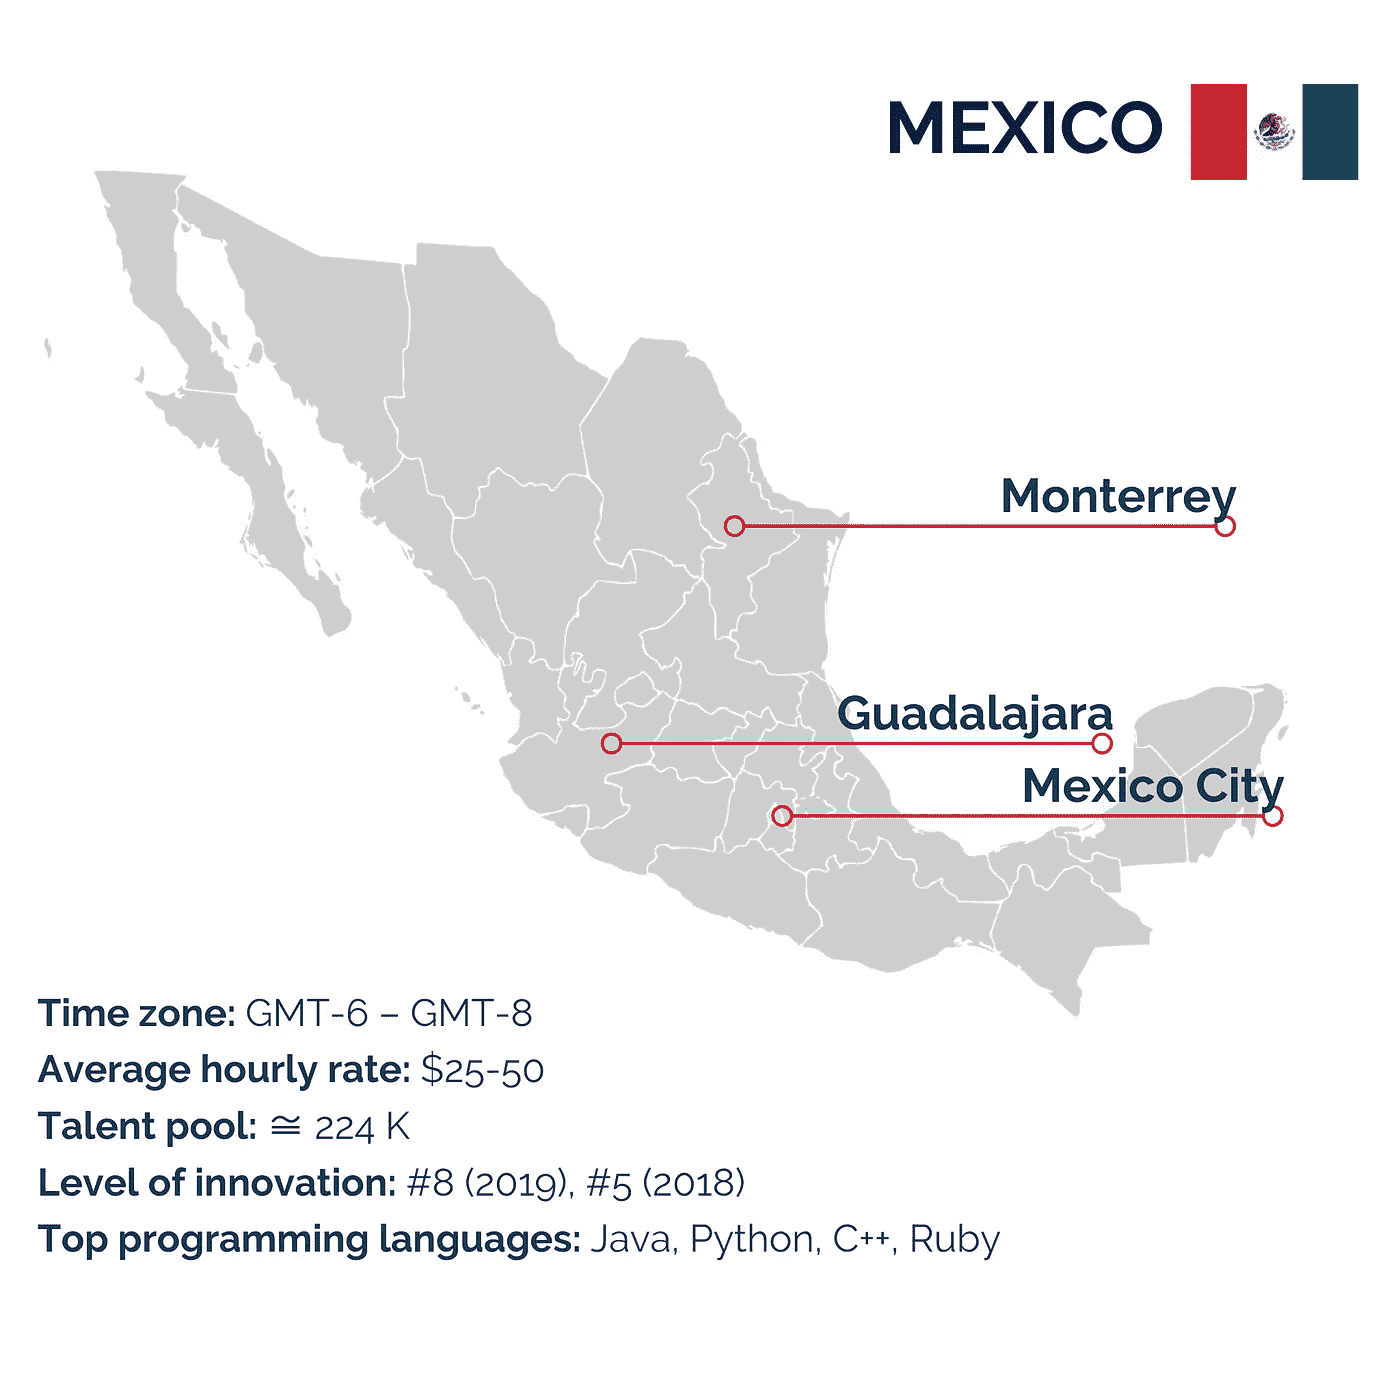 MEXICO
Monterrey
Guadalajara
Mexico City
Time zone: GMT-6 – GMT-8
Average hourly rate: $25-50
Talent pool: ≅ 224 K
Level of innovation: #8 (2019), #5 (2018)
Top programming languages: Java, Python, C++, Ruby